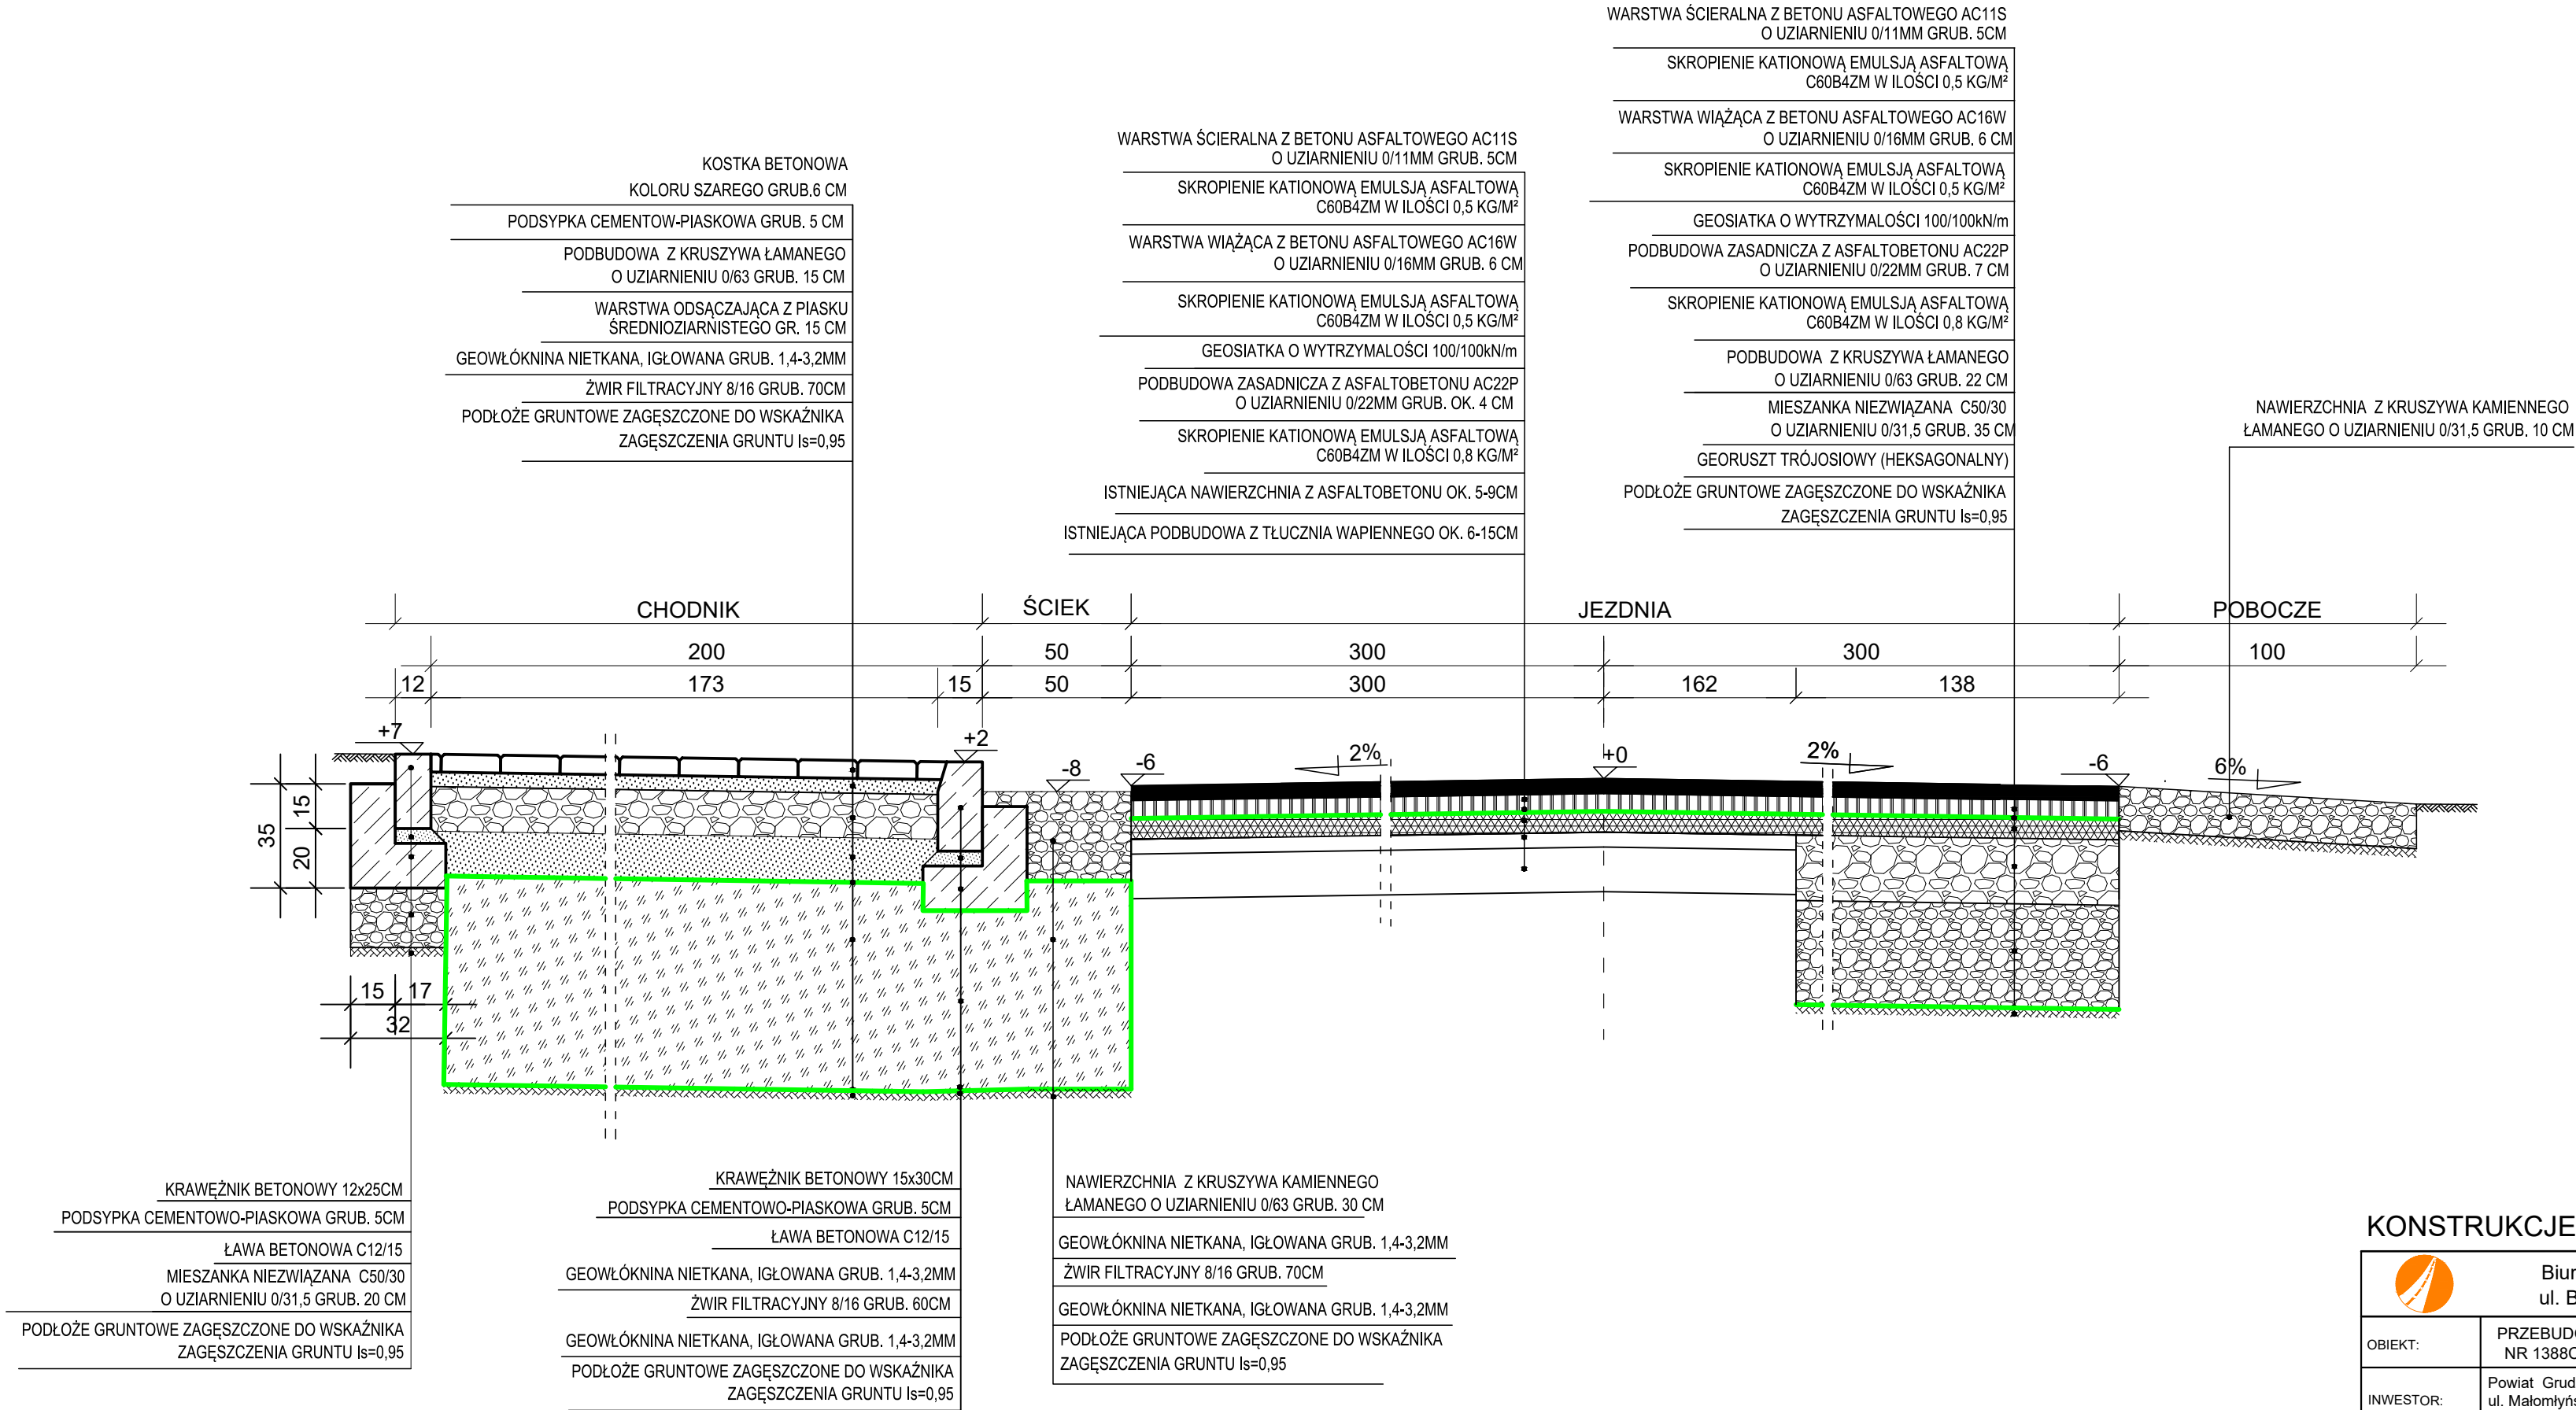 WARSTWA ŚCIERALNA Z BETONU ASFALTOWEGO AC11S
O UZIARNIENIU 0/11MM GRUB. 5CM
SKROPIENIE KATIONOWĄ EMULSJĄ ASFALTOWĄ
C60B4ZM W ILOŚCI 0,5 KG/M²
WARSTWA WIĄŻĄCA Z BETONU ASFALTOWEGO AC16W
O UZIARNIENIU 0/16MM GRUB. 6 CM
SKROPIENIE KATIONOWĄ EMULSJĄ ASFALTOWĄ
C60B4ZM W ILOŚCI 0,5 KG/M²
GEOSIATKA O WYTRZYMALOŚCI 100/100kN/m
PODBUDOWA ZASADNICZA Z ASFALTOBETONU AC22P
O UZIARNIENIU 0/22MM GRUB. 7 CM
SKROPIENIE KATIONOWĄ EMULSJĄ ASFALTOWĄ
C60B4ZM W ILOŚCI 0,8 KG/M²
PODBUDOWA Z KRUSZYWA ŁAMANEGO
O UZIARNIENIU 0/63 GRUB. 22 CM
MIESZANKA NIEZWIĄZANA C50/30
O UZIARNIENIU 0/31,5 GRUB. 35 CM
GEORUSZT TRÓJOSIOWY (HEKSAGONALNY)
PODŁOŻE GRUNTOWE ZAGĘSZCZONE DO WSKAŹNIKA
ZAGĘSZCZENIA GRUNTU Is=0,95
WARSTWA ŚCIERALNA Z BETONU ASFALTOWEGO AC11S
O UZIARNIENIU 0/11MM GRUB. 5CM
SKROPIENIE KATIONOWĄ EMULSJĄ ASFALTOWĄ
C60B4ZM W ILOŚCI 0,5 KG/M²
WARSTWA WIĄŻĄCA Z BETONU ASFALTOWEGO AC16W
O UZIARNIENIU 0/16MM GRUB. 6 CM
SKROPIENIE KATIONOWĄ EMULSJĄ ASFALTOWĄ
C60B4ZM W ILOŚCI 0,5 KG/M²
GEOSIATKA O WYTRZYMALOŚCI 100/100kN/m
PODBUDOWA ZASADNICZA Z ASFALTOBETONU AC22P
O UZIARNIENIU 0/22MM GRUB. OK. 4 CM
SKROPIENIE KATIONOWĄ EMULSJĄ ASFALTOWĄ
C60B4ZM W ILOŚCI 0,8 KG/M²
ISTNIEJĄCA NAWIERZCHNIA Z ASFALTOBETONU OK. 5-9CM
ISTNIEJĄCA PODBUDOWA Z TŁUCZNIA WAPIENNEGO OK. 6-15CM
KOSTKA BETONOWA
KOLORU SZAREGO GRUB.6 CM
PODSYPKA CEMENTOW-PIASKOWA GRUB. 5 CM
PODBUDOWA Z KRUSZYWA ŁAMANEGO
O UZIARNIENIU 0/63 GRUB. 15 CM
WARSTWA ODSĄCZAJĄCA Z PIASKU
ŚREDNIOZIARNISTEGO GR. 15 CM
GEOWŁÓKNINA NIETKANA, IGŁOWANA GRUB. 1,4-3,2MM
ŻWIR FILTRACYJNY 8/16 GRUB. 70CM
PODŁOŻE GRUNTOWE ZAGĘSZCZONE DO WSKAŹNIKA
ZAGĘSZCZENIA GRUNTU Is=0,95
NAWIERZCHNIA Z KRUSZYWA KAMIENNEGO
ŁAMANEGO O UZIARNIENIU 0/31,5 GRUB. 10 CM
CHODNIK ŚCIEK JEZDNIA POBOCZE
200 50 300 300 100
12 173 15 50 300 162 138
+7 +2 -8 -6 2% +0 2% -6 6%
35 15 20
15 17
32
KRAWĘŻNIK BETONOWY 12x25CM
PODSYPKA CEMENTOWO-PIASKOWA GRUB. 5CM
ŁAWA BETONOWA C12/15
MIESZANKA NIEZWIĄZANA C50/30
O UZIARNIENIU 0/31,5 GRUB. 20 CM
PODŁOŻE GRUNTOWE ZAGĘSZCZONE DO WSKAŹNIKA
ZAGĘSZCZENIA GRUNTU Is=0,95
KRAWĘŻNIK BETONOWY 15x30CM
PODSYPKA CEMENTOWO-PIASKOWA GRUB. 5CM
ŁAWA BETONOWA C12/15
GEOWŁÓKNINA NIETKANA, IGŁOWANA GRUB. 1,4-3,2MM
ŻWIR FILTRACYJNY 8/16 GRUB. 60CM
GEOWŁÓKNINA NIETKANA, IGŁOWANA GRUB. 1,4-3,2MM
PODŁOŻE GRUNTOWE ZAGĘSZCZONE DO WSKAŹNIKA
ZAGĘSZCZENIA GRUNTU Is=0,95
NAWIERZCHNIA Z KRUSZYWA KAMIENNEGO
ŁAMANEGO O UZIARNIENIU 0/63 GRUB. 30 CM
GEOWŁÓKNINA NIETKANA, IGŁOWANA GRUB. 1,4-3,2MM
ŻWIR FILTRACYJNY 8/16 GRUB. 70CM
GEOWŁÓKNINA NIETKANA, IGŁOWANA GRUB. 1,4-3,2MM
PODŁOŻE GRUNTOWE ZAGĘSZCZONE DO WSKAŹNIKA
ZAGĘSZCZENIA GRUNTU Is=0,95
KONSTRUKCJE
Biur
ul. B
OBIEKT:
PRZEBUD
NR 1388C
INWESTOR:
Powiat Grud
ul. Małomłyńs